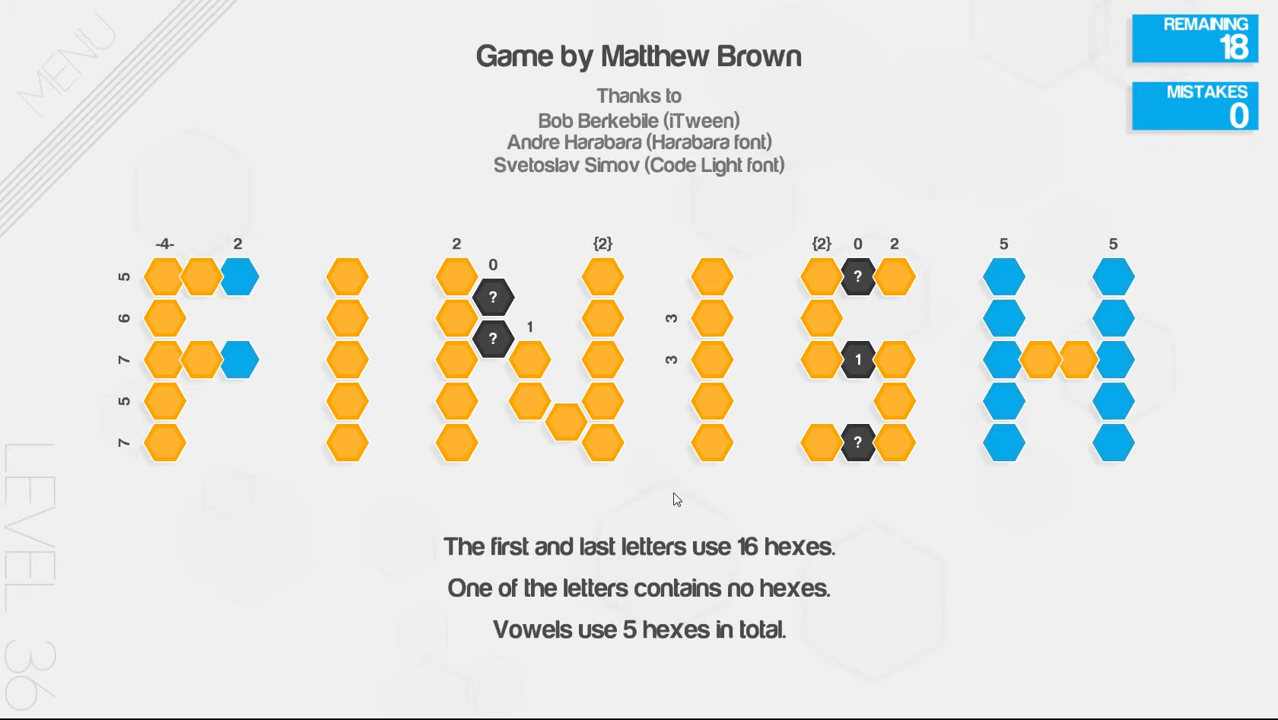 MENU
REMAINING
18
MISTAKES
0
Game by Matthew Brown
Thanks to
Bob Berkebile (iTween)
Andre Harabara (Harabara font)
Svetoslav Simov (Code Light font)
-4- 2 2 0 1 {2} {2} 0 2 5 5
5 ? ?
6 3
? 
7 3 1
5
7 ?
LEVEL 36
The first and last letters use 16 hexes.
One of the letters contains no hexes.
Vowels use 5 hexes in total.